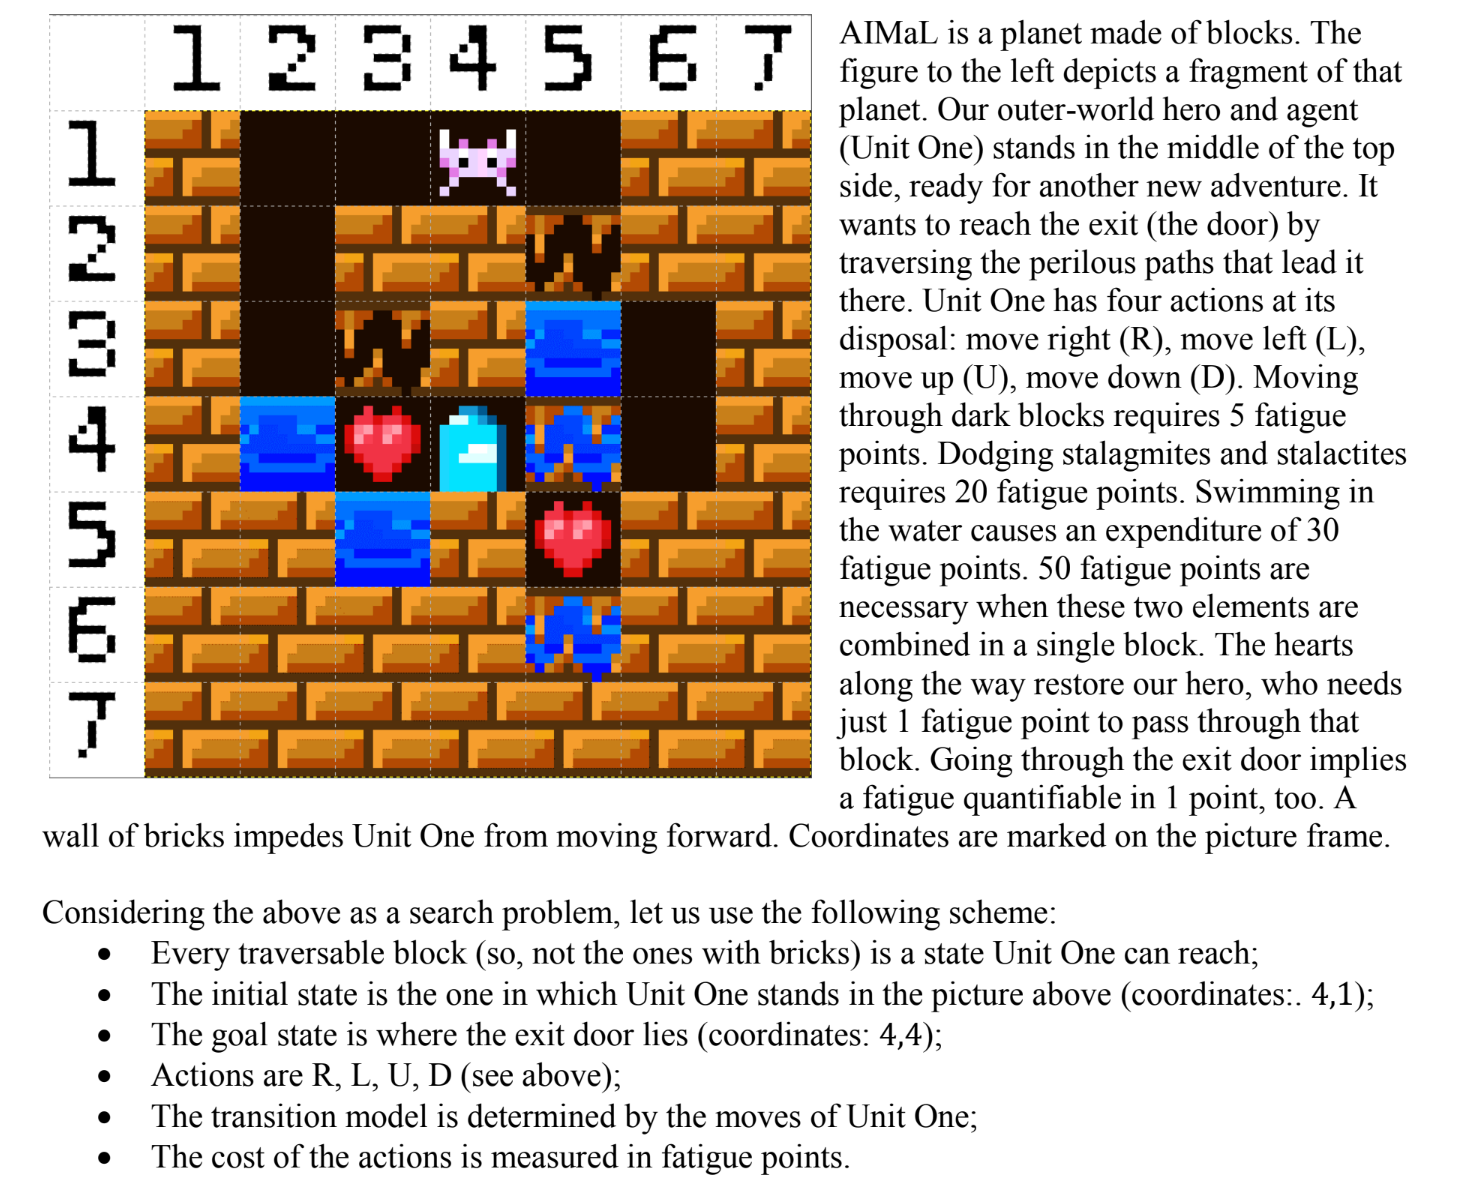 1 2 3 4 5 6 7
1
2
3
4
5
6
7
AIMaL is a planet made of blocks. The
figure to the left depicts a fragment of that
planet. Our outer-world hero and agent
(Unit One) stands in the middle of the top
side, ready for another new adventure. It
wants to reach the exit (the door) by
traversing the perilous paths that lead it
there. Unit One has four actions at its
disposal: move right (R), move left (L),
move up (U), move down (D). Moving
through dark blocks requires 5 fatigue
points. Dodging stalagmites and stalactites
requires 20 fatigue points. Swimming in
the water causes an expenditure of 30
fatigue points. 50 fatigue points are
necessary when these two elements are
combined in a single block. The hearts
along the way restore our hero, who needs
just 1 fatigue point to pass through that
block. Going through the exit door implies
a fatigue quantifiable in 1 point, too. A
wall of bricks impedes Unit One from moving forward. Coordinates are marked on the picture frame.
Considering the above as a search problem, let us use the following scheme:
• Every traversable block (so, not the ones with bricks) is a state Unit One can reach;
• The initial state is the one in which Unit One stands in the picture above (coordinates:. 4,1);
• The goal state is where the exit door lies (coordinates: 4,4);
• Actions are R, L, U, D (see above);
• The transition model is determined by the moves of Unit One;
• The cost of the actions is measured in fatigue points.